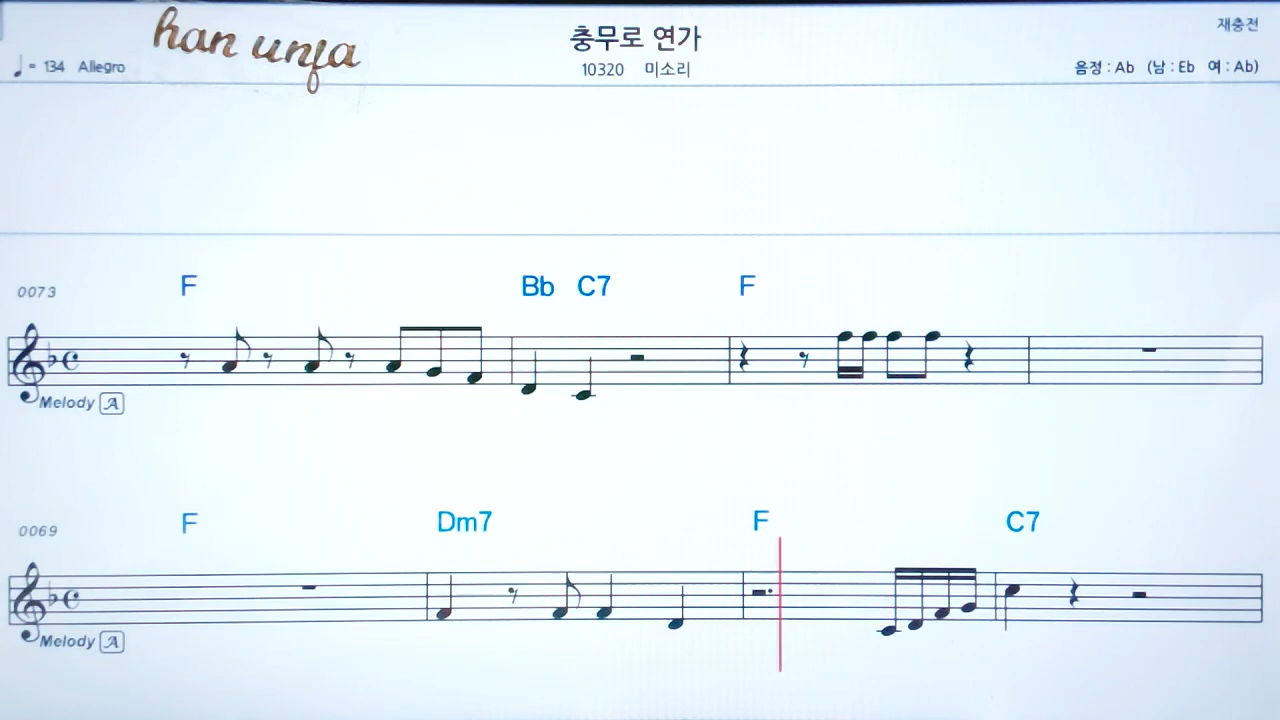 han unja
충무로 연가
재충전
♩= 134 Allegro
10320 미소리
음정 : Ab (남 : Eb 여 : Ab)
F Bb C7 F
0073
Melody A
F Dm7 F C7
0069
Melody A